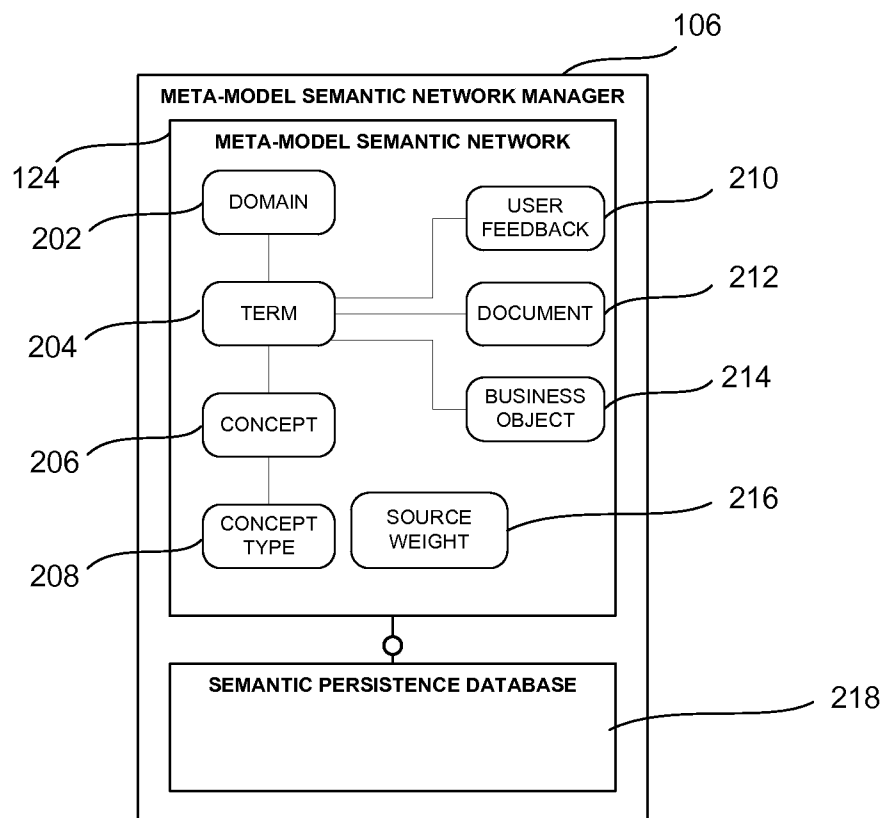 106
META-MODEL SEMANTIC NETWORK MANAGER
META-MODEL SEMANTIC NETWORK
124
DOMAIN
202
USER
FEEDBACK
210
TERM
204
DOCUMENT
212
CONCEPT
206
BUSINESS
OBJECT
214
CONCEPT
TYPE
208
SOURCE
WEIGHT
216
SEMANTIC PERSISTENCE DATABASE
218